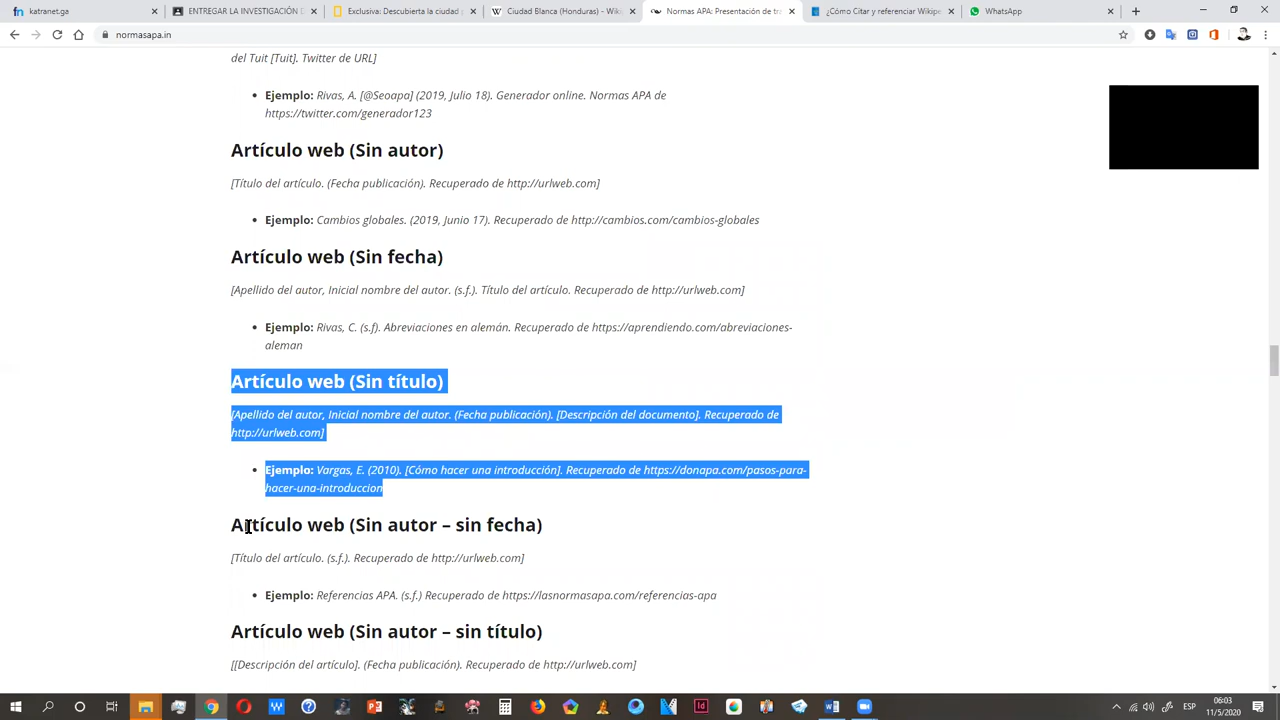 katranet.ga
ENTREGAR LA INVESTIGACIÓN D
Exclusiva: Descubierta la ciudad p
Ciudad Blanca (Honduras) - Wiki
Normas APA: Presentación de tra
¿Cómo Citar y referenciar Wikipe
WhatsApp
normasapa.in
del Tuit [Tuit]. Twitter de URL]
• Ejemplo: Rivas, A. [@Seoapa] (2019, Julio 18). Generador online. Normas APA de
https://twitter.com/generador123
Artículo web (Sin autor)
[Título del artículo. (Fecha publicación). Recuperado de http://urlweb.com]
• Ejemplo: Cambios globales. (2019, Junio 17). Recuperado de http://cambios.com/cambios-globales
Artículo web (Sin fecha)
[Apellido del autor, Inicial nombre del autor. (s.f.). Título del artículo. Recuperado de http://urlweb.com]
• Ejemplo: Rivas, C. (s.f). Abreviaciones en alemán. Recuperado de https://aprendiendo.com/abreviaciones-
aleman
Artículo web (Sin título)
[Apellido del autor, Inicial nombre del autor. (Fecha publicación). [Descripción del documento]. Recuperado de
http://urlweb.com]
• Ejemplo: Vargas, E. (2010). [Cómo hacer una introducción]. Recuperado de https://donapa.com/pasos-para-
hacer-una-introduccion
Artículo web (Sin autor – sin fecha)
[Título del artículo. (s.f.). Recuperado de http://urlweb.com]
• Ejemplo: Referencias APA. (s.f.) Recuperado de https://lasnormasapa.com/referencias-apa
Artículo web (Sin autor – sin título)
[[Descripción del artículo]. (Fecha publicación). Recuperado de http://urlweb.com]
ESP
06:03
11/5/2020